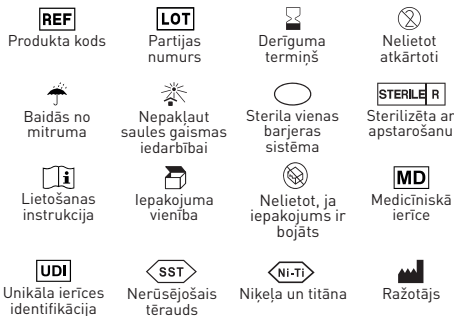 REF
LOT
Produkta kods
Partijas
numurs
Derīguma
termiņš
2
Nelietot
atkārtoti
STERILE R
Baidās no
mitruma
Nepakļaut
saules gaismas
iedarbībai
Sterila vienas
barjeras
sistēma
Sterilizēta ar
apstarošanu
i
MD
Lietošanas
instrukcija
Iepakojuma
vienība
Nelietot, ja
iepakojums ir
bojāts
Medicīniskā
ierīce
UDI
SST
Ni-Ti
Unikāla ierīces
identifikācija
Nerūsējošais
tērauds
Niķeļa un titāna
Ražotājs